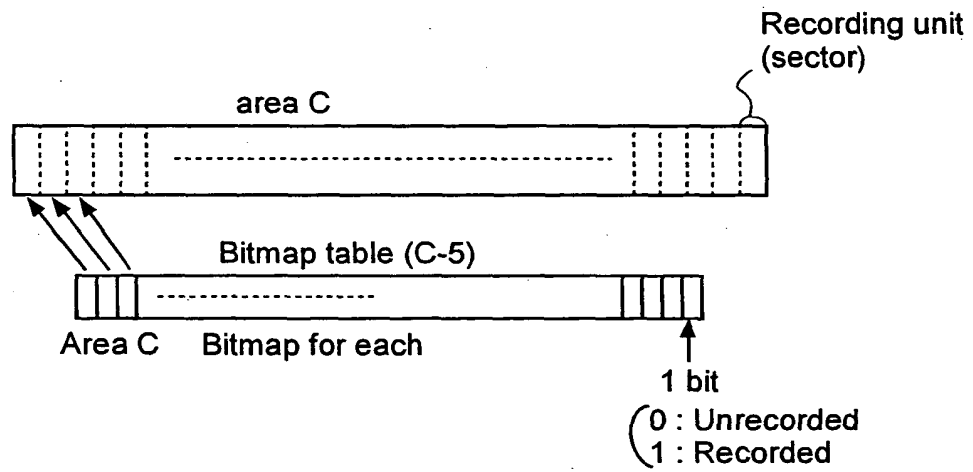 Recording unit
(sector)
area C
Bitmap table (C-5)
Area C Bitmap for each
1 bit
0 : Unrecorded
1 : Recorded